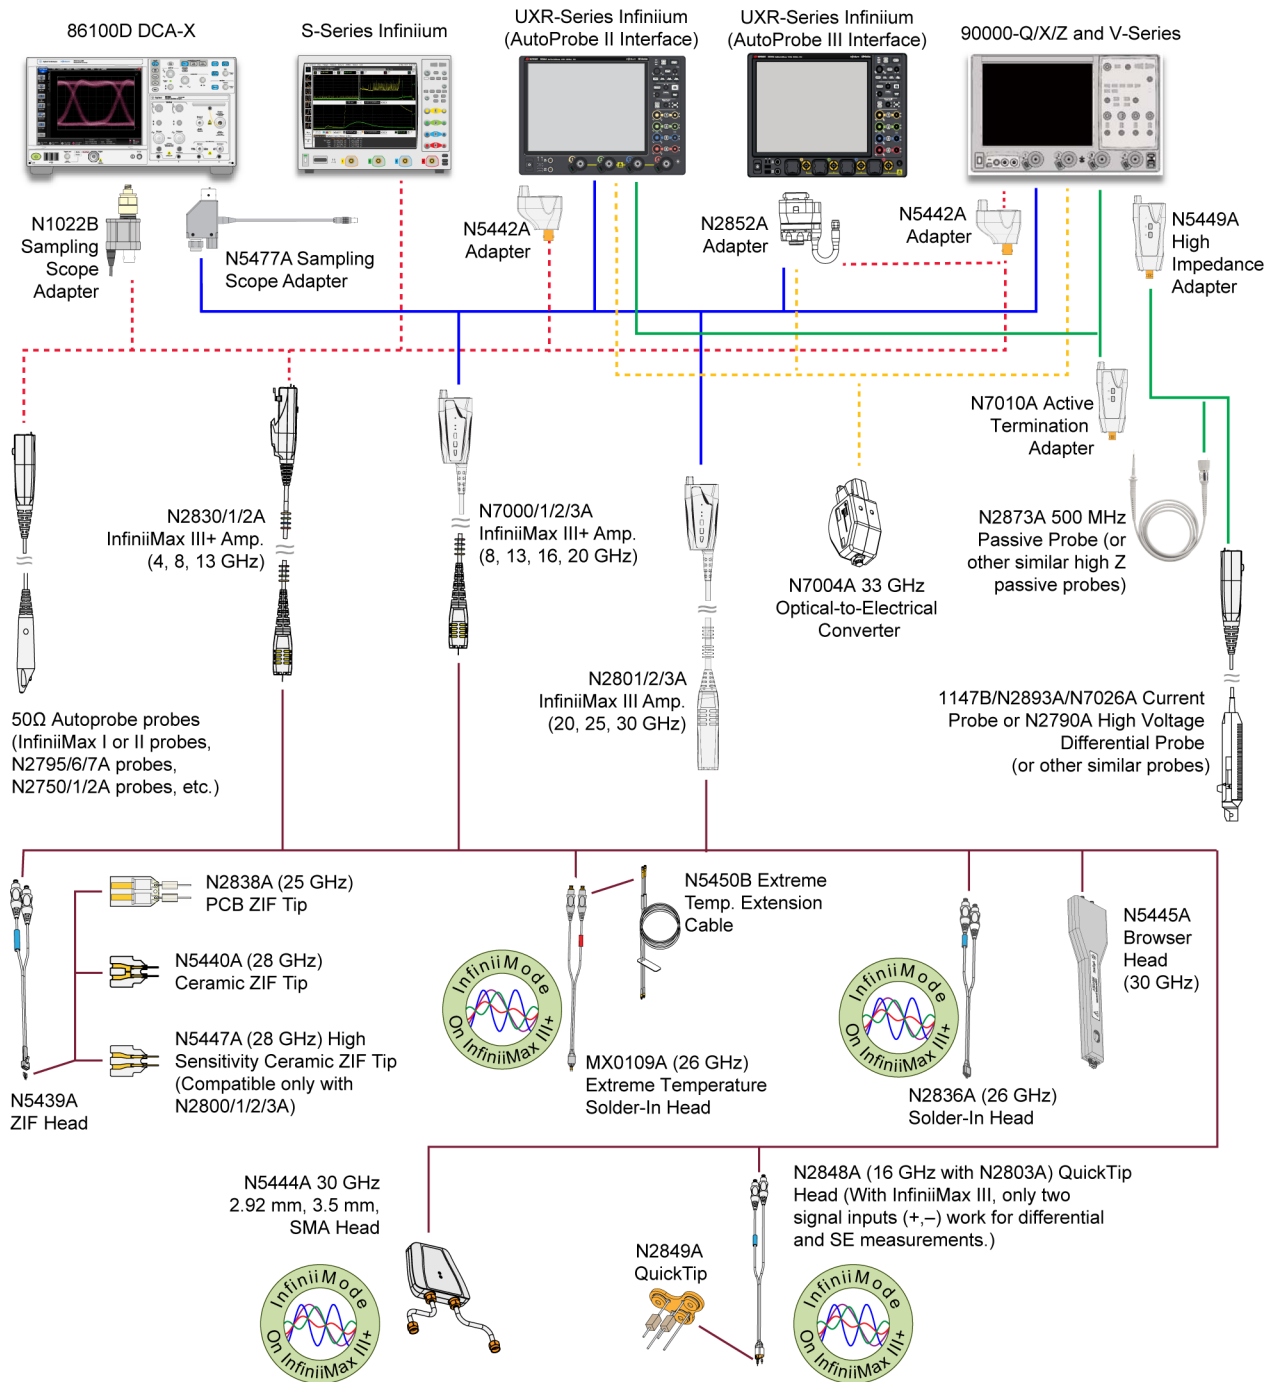 86100D DCA-X
S-Series Infiniium
UXR-Series Infiniium
(AutoProbe II Interface)
UXR-Series Infiniium
(AutoProbe III Interface)
90000-Q/X/Z and V-Series
N1022B
Sampling
Scope
Adapter
N5477A Sampling
Scope Adapter
N5442A
Adapter
N2852A
Adapter
N5442A
Adapter
N5449A
High
Impedance
Adapter
N7010A Active
Termination
Adapter
N2830/1/2A
InfiniiMax III+ Amp.
(4, 8, 13 GHz)
N7000/1/2/3A
InfiniiMax III+ Amp.
(8, 13, 16, 20 GHz)
N7004A 33 GHz
Optical-to-Electrical
Converter
N2873A 500 MHz
Passive Probe (or
other similar high Z
passive probes)
50Ω Autoprobe probes
(InfiniiMax I or II probes,
N2795/6/7A probes,
N2750/1/2A probes, etc.)
N2801/2/3A
InfiniiMax III Amp.
(20, 25, 30 GHz)
1147B/N2893A/N7026A Current
Probe or N2790A High Voltage
Differential Probe
(or other similar probes)
N2838A (25 GHz)
PCB ZIF Tip
N5440A (28 GHz)
Ceramic ZIF Tip
N5447A (28 GHz) High
Sensitivity Ceramic ZIF Tip
(Compatible only with
N2800/1/2/3A)
N5439A
ZIF Head
N5450B Extreme
Temp. Extension
Cable
InfiniiMode
On InfiniiMax III+
MX0109A (26 GHz)
Extreme Temperature
Solder-In Head
InfiniiMode
On InfiniiMax III+
N2836A (26 GHz)
Solder-In Head
N5445A
Browser
Head
(30 GHz)
N5444A 30 GHz
2.92 mm, 3.5 mm,
SMA Head
InfiniiMode
On InfiniiMax III+
N2849A
QuickTip
N2848A (16 GHz with N2803A) QuickTip
Head (With InfiniiMax III, only two
signal inputs (+,–) work for differential
and SE measurements.)
InfiniiMode
On InfiniiMax III+